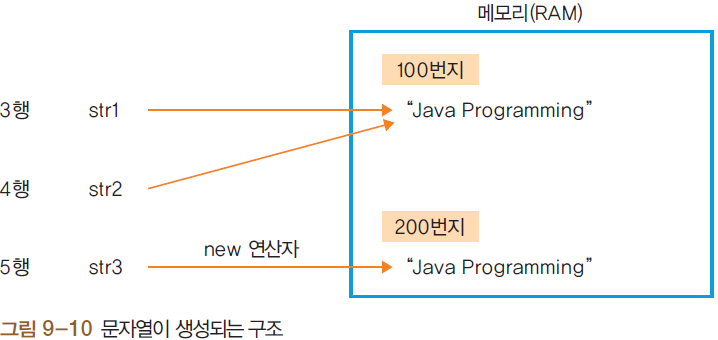 메모리(RAM)
100번지
3행 str1 “Java Programming”
4행 str2
200번지
new 연산자
5행 str3 “Java Programming”
그림 9-10 문자열이 생성되는 구조